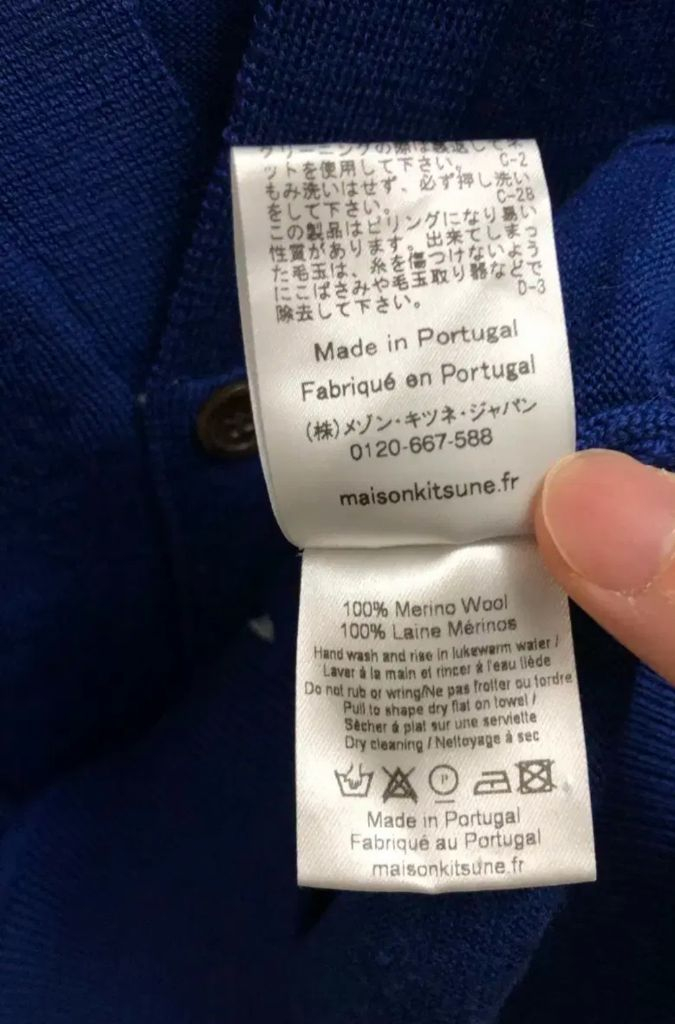 クリーニングの際は裏返してネ
ットを使用して下さい。 C-2
もみ洗いはせず、必ず押し洗い
をして下さい。 C-2B
この製品はピリングになり易い
性質があります。出来てしまっ
た毛玉は、糸を傷つけないよう
にこばさみや毛玉取り器などで
除去して下さい。 D-3
Made in Portugal
Fabriqué en Portugal
(株)メゾン・キツネ・ジャパン
0120-667-588
maisonkitsune.fr
100% Merino Wool
100% Laine Mérinos
Hand wash and rise in lukewarm water /
Laver à la main et rincer à l'eau tiède
Do not rub or wring/Ne pas frotter ou tordre
Pull to shape dry flat on towel /
Sécher à plat sur une serviette
Dry cleaning / Nettoyage à sec
P
Made in Portugal
Fabriqué au Portugal
maisonkitsune.fr